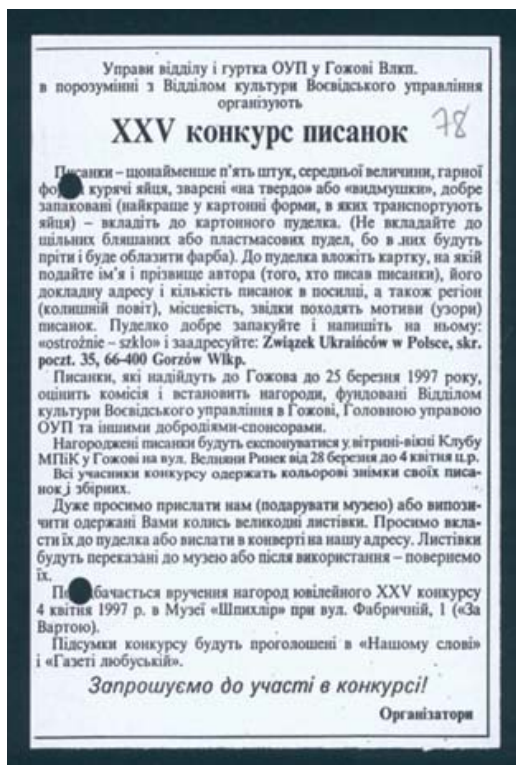 Управи відділу і гуртка ОУП у Гожові Влкп.
в порозумінні з Відділом культури Воєвідського управління
організують
XXV конкурс писанок
78
Писанки – щонайменше п'ять штук, середньої величини, гарної
курячі яйця, зварені «на твердо» або «видмушки», добре
запаковані (найкраще у картонні форми, в яких транспортують
яйця) – вкладіть до картонного пуделка. (Не вкладайте до
щільних бляшаних або пластмасових пудел, бо в них будуть
пріти і буде облазити фарба). До пуделка вложіть картку, на якій
подайте ім'я і прізвище автора (того, хто писав писанки), його
докладну адресу і кількість писанок в посилці, а також регіон
(колишній повіт), місцевість, звідки походять мотиви (узори)
писанок. Пуделко добре запакуйте і напишіть на ньому:
«ostrożnie – szkło» і заадресуйте: Związek Ukraińców w Polsce, skr.
poczt. 35, 66-400 Gorzów Wlkp.
Писанки, які надійдуть до Гожова до 25 березня 1997 року,
оцінить комісія і встановить нагороди, фундовані Відділом
культури Воєвідського управління в Гожові, Головною управою
ОУП та іншими добродіями-спонсорами.
Нагороджені писанки будуть експонуватися у вітрині-вікні Клубу
МПіК у Гожові на вул. Велняни Ринек від 28 березня до 4 квітня ц.р.
Всі учасники конкурсу одержать кольорові знімки своїх писа-
нок і збірних.
Дуже просимо прислати нам (подарувати музею) або випози-
чити одержані Вами колись великодні листівки. Просимо вкла-
сти їх до пуделка або вислати в конверті на нашу адресу. Листівки
будуть переказані до музею або після використання – повернемо
їх.
вручення нагород ювілейного XXV конкурсу
4 квітня 1997 р. в Музеї «Шпихлір» при вул. Фабричній, 1 («За
Вартою).
Підсумки конкурсу будуть проголошені в «Нашому слові»
і «Газеті любуській».
Запрошуємо до участі в конкурсі!
Організатори